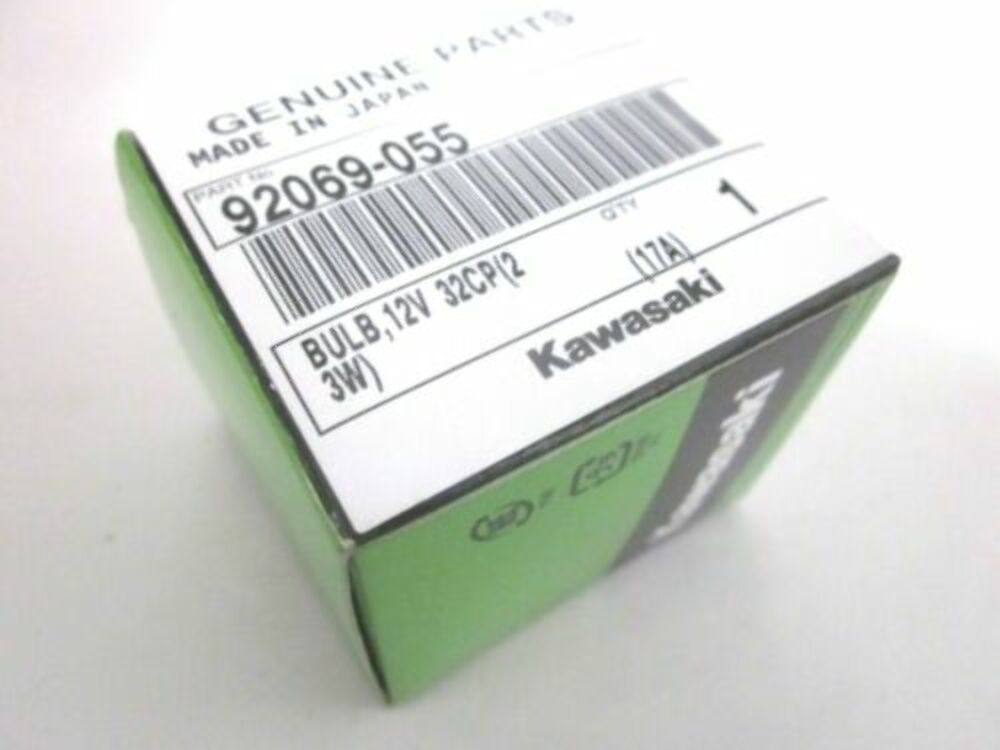 GENUINE PARTS
MADE IN JAPAN
PART No
92069-055
QTY
1
BULB,12V 32CP(2
3W)
(17A)
Kawasaki
Kawasaki